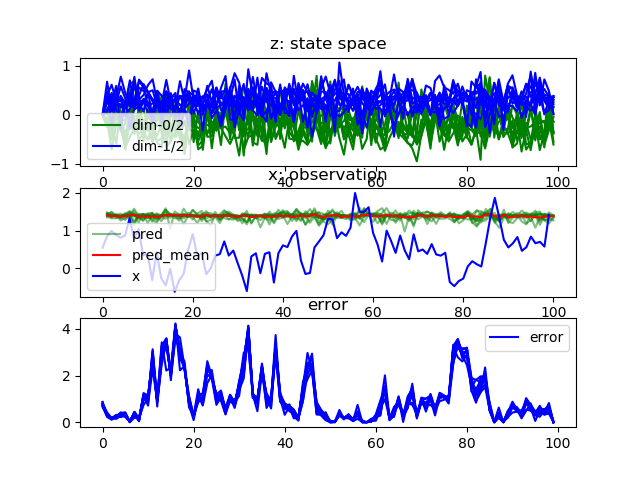 z: state space
1
0
−1
dim-0/2
dim-1/2
0 20 40 60 80 100
x: observation
2
1
0
pred
pred_mean
x
0 20 40 60 80 100
error
4
2
0
error
0 20 40 60 80 100